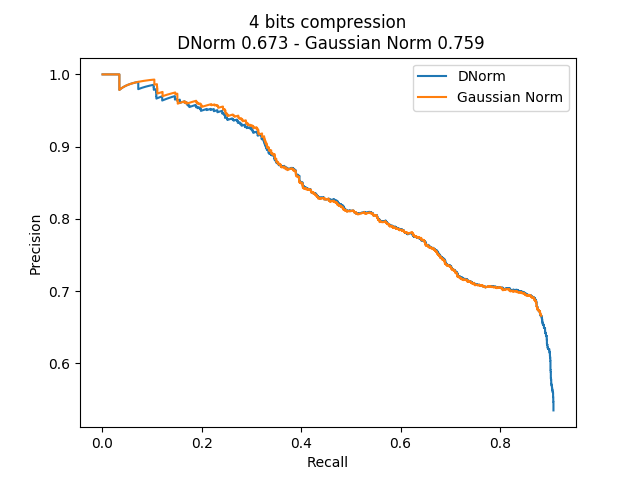 4 bits compression
DNorm 0.673 - Gaussian Norm 0.759
DNorm
Gaussian Norm
1.0
0.9
0.8
0.7
0.6
Precision
0.0
0.2
0.4
0.6
0.8
Recall